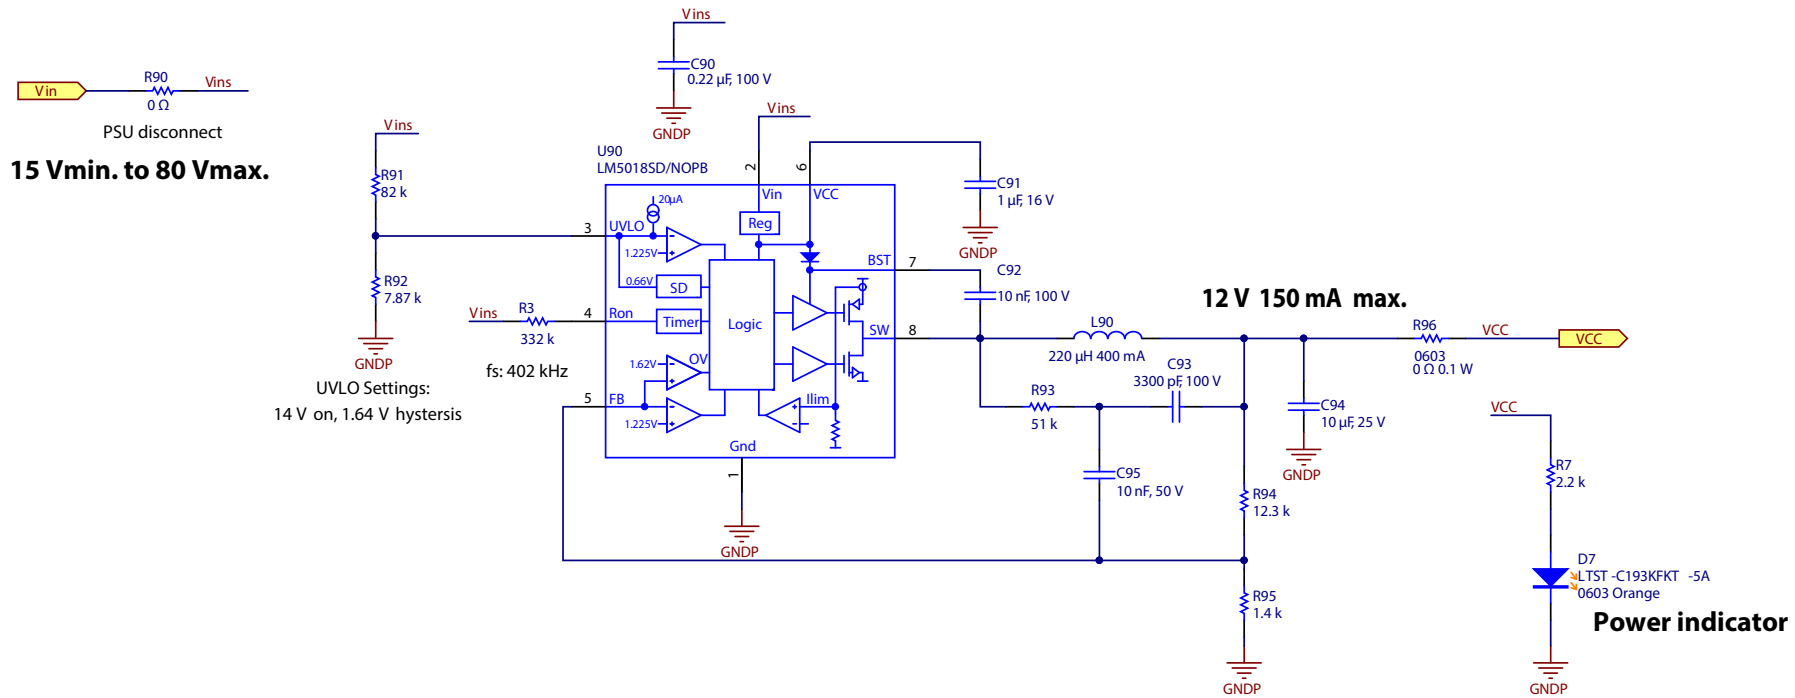 Vins
C90
0.22 µF, 100 V
GNDP
Vin
R90
0 Ω
Vins
PSU disconnect
15 Vmin. to 80 Vmax.
Vins
R91
82 k
R92
7.87 k
GNDP
UVLO Settings:
14 V on, 1.64 V hystersis
Vins
R3
332 k
fs: 402 kHz
U90
LM5018SD/NOPB
Vins
2
6
3
4
5
1
7
8
Vin
VCC
20µA
UVLO
Reg
1.225V
0.66V
SD
BST
Ron
Timer
Logic
SW
1.62V
OV
FB
Ilim
1.225V
Gnd
GNDP
C91
1 µF, 16 V
GNDP
C92
10 nF, 100 V
12 V 150 mA max.
L90
220 µH 400 mA
C93
3300 pF, 100 V
R93
51 k
C95
10 nF, 50 V
R94
12.3 k
R95
1.4 k
GNDP
C94
10 µF, 25 V
GNDP
R96
0603
0 Ω 0.1 W
VCC
VCC
VCC
R7
2.2 k
D7
LTST -C193KFKT -5A
0603 Orange
Power indicator
GNDP